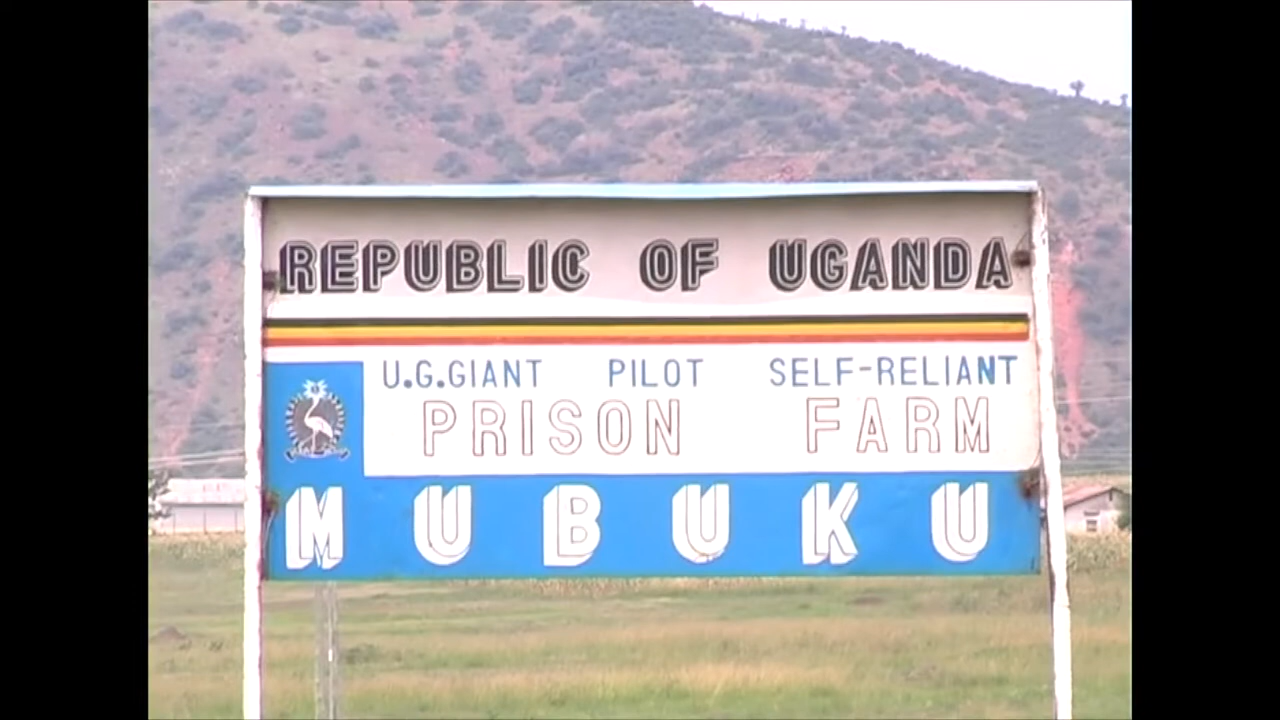 REPUBLIC OF UGANDA
U.G.GIANT PILOT SELF-RELIANT
PRISON FARM
MUBUKU